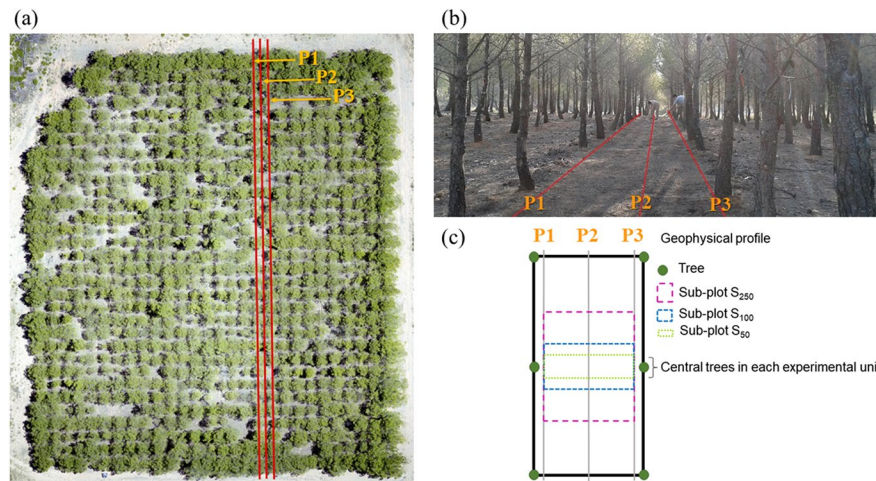 (a)
P1
P2
P3
(b)
P1 P2 P3
(c)
P1 P2 P3 Geophysical profile
Tree
Sub-plot S250
Sub-plot S100
Sub-plot S50
Central trees in each experimental uni